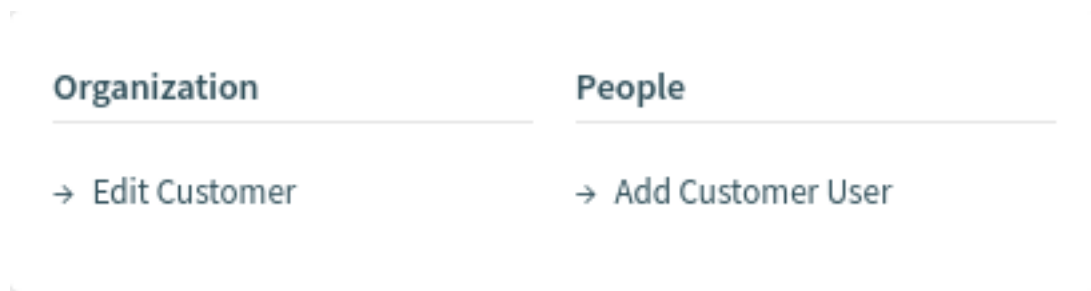 Organization
→ Edit Customer
People
→ Add Customer User